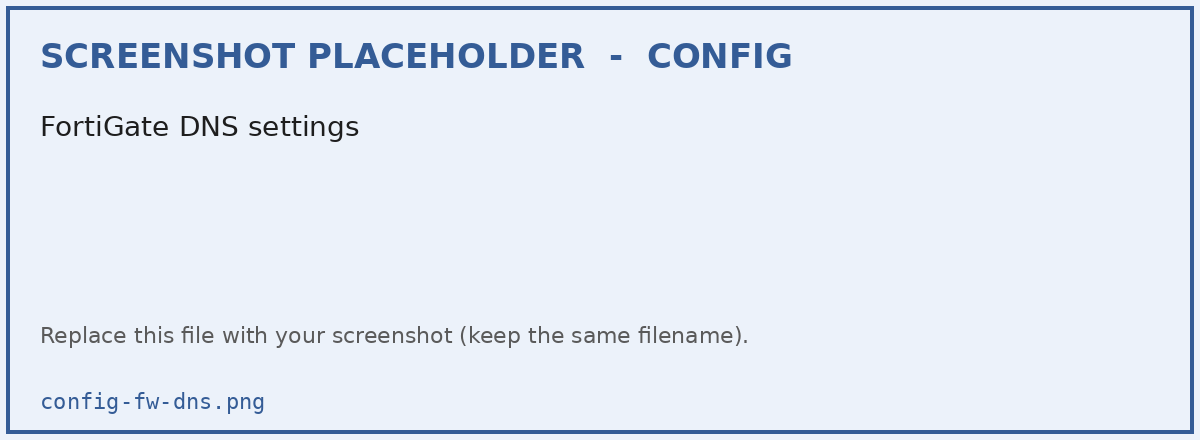 SCREENSHOT PLACEHOLDER - CONFIG
FortiGate DNS settings
Replace this file with your screenshot (keep the same filename).
config-fw-dns.png